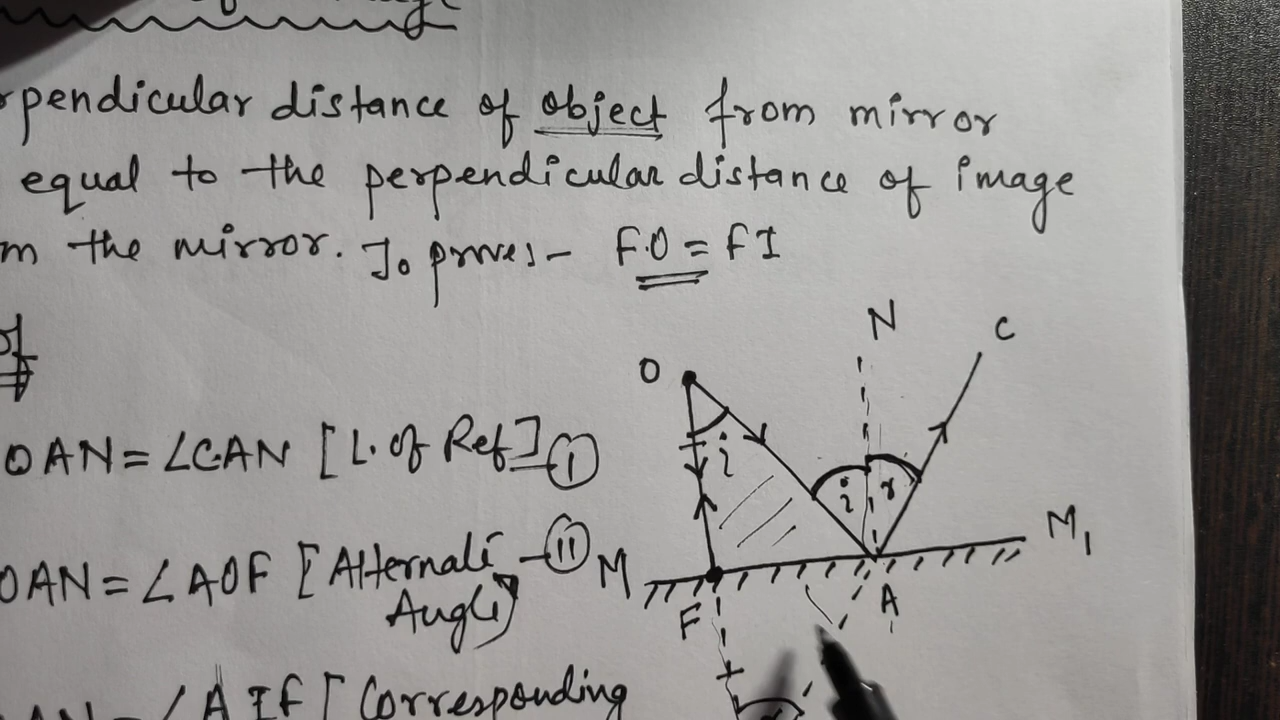 rpendicular distance of object from mirror
equal to the perpendicular distance of image
m the mirror. To prove:- F.O = FI
of
OAN = ∠CAN [L. of Ref] - (I)
OAN = ∠AOF [Alternate Angle] - (II)
AN = ∠AIF [Corresponding
O
N
C
i
i
r
M
M₁
F
A